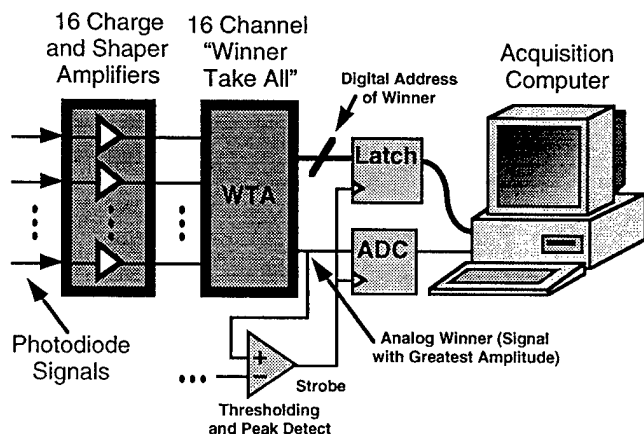 16 Charge
and Shaper
Amplifiers
16 Channel
“Winner
Take All”
Digital Address
of Winner
Acquisition
Computer
Latch
WTA
ADC
Photodiode
Signals
+
−
Strobe
Analog Winner (Signal
with Greatest Amplitude)
Thresholding
and Peak Detect